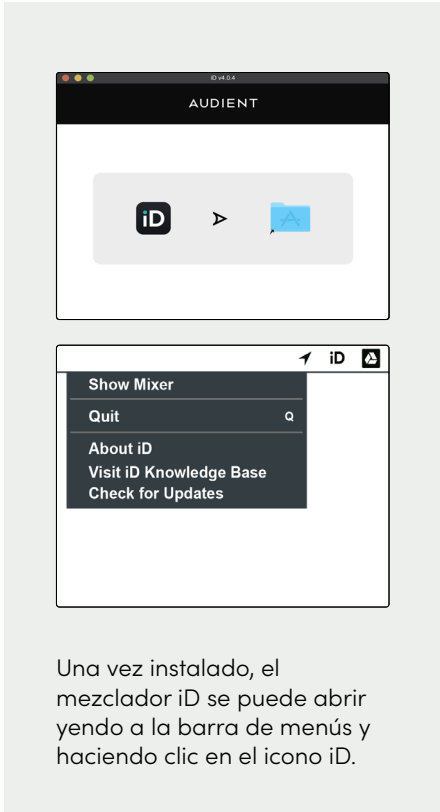 iD v4.0.4
AUDIENT
iD
iD
Show Mixer
Quit Q
About iD
Visit iD Knowledge Base
Check for Updates
Una vez instalado, el
mezclador iD se puede abrir
yendo a la barra de menús y
haciendo clic en el icono iD.